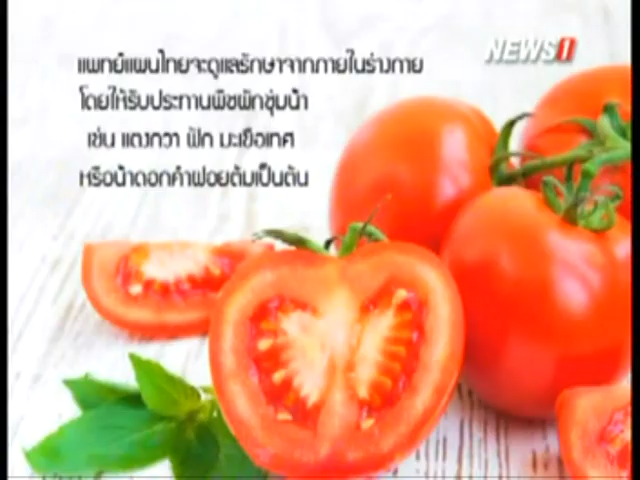 NEWS1
แพทย์แผนไทยจะดูแลรักษาจากภายในร่างกาย
โดยให้รับประทานพืชผักชุ่มน้ำ
เช่น แตงกวา ฟัก มะเขือเทศ
หรือน้ำดอกคำฝอยต้มเป็นต้น